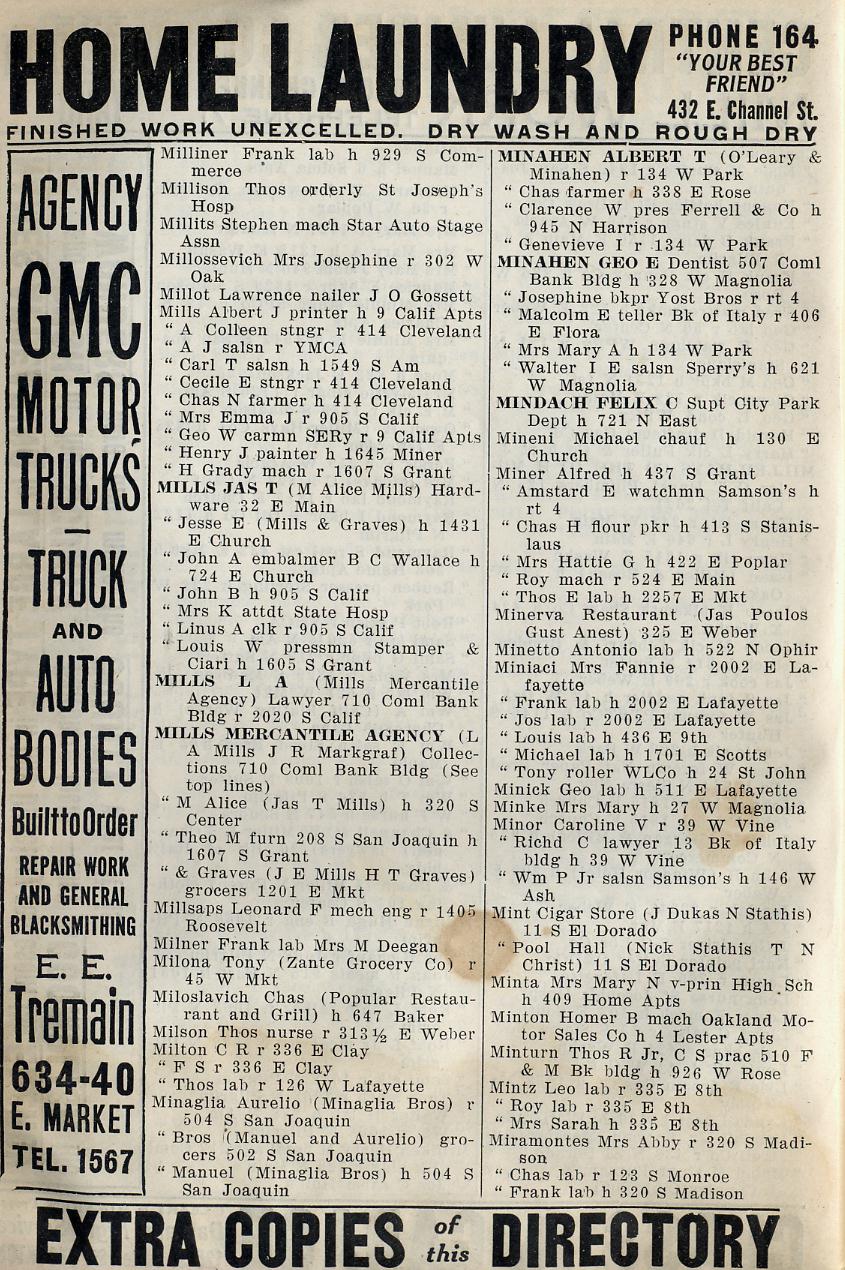 HOME LAUNDRY
PHONE 164
"YOUR BEST
FRIEND"
432 E. Channel St.
FINISHED WORK UNEXCELLED. DRY WASH AND ROUGH DRY
AGENCY
GMC
MOTOR
TRUCKS
—
TRUCK
AND
AUTO
BODIES
Built to Order
REPAIR WORK
AND GENERAL
BLACKSMITHING
E. E.
Tremain
634-40
E. MARKET
TEL. 1567
Milliner Frank lab h 929 S Com-
merce
Millison Thos orderly St Joseph's
Hosp
Millits Stephen mach Star Auto Stage
Assn
Millossevich Mrs Josephine r 302 W
Oak
Millot Lawrence nailer J O Gossett
Mills Albert J printer h 9 Calif Apts
" A Colleen stngr r 414 Cleveland
" A J salsn r YMCA
" Carl T salsn h 1549 S Am
" Cecile E stngr r 414 Cleveland
" Chas N farmer h 414 Cleveland
" Mrs Emma J r 905 S Calif
" Geo W carmn SERy r 9 Calif Apts
" Henry J painter h 1645 Miner
" H Grady mach r 1607 S Grant
MILLS JAS T (M Alice Mills) Hard-
ware 32 E Main
" Jesse E (Mills & Graves) h 1431
E Church
" John A embalmer B C Wallace h
724 E Church
" John B h 905 S Calif
" Mrs K attdt State Hosp
" Linus A clk r 905 S Calif
" Louis W pressmn Stamper &
Ciari h 1605 S Grant
MILLS L A (Mills Mercantile
Agency) Lawyer 710 Coml Bank
Bldg r 2020 S Calif
MILLS MERCANTILE AGENCY (L
A Mills J R Markgraf) Collec-
tions 710 Coml Bank Bldg (See
top lines)
" M Alice (Jas T Mills) h 320 S
Center
" Theo M furn 208 S San Joaquin h
1607 S Grant
" & Graves (J E Mills H T Graves)
grocers 1201 E Mkt
Millsaps Leonard F mech eng r 1405
Roosevelt
Milner Frank lab Mrs M Deegan
Milona Tony (Zante Grocery Co) r
45 W Mkt
Miloslavich Chas (Popular Restau-
rant and Grill) h 647 Baker
Milson Thos nurse r 313½ E Weber
Milton C R r 336 E Clay
" F S r 336 E Clay
" Thos lab r 126 W Lafayette
Minaglia Aurelio (Minaglia Bros) r
504 S San Joaquin
" Bros (Manuel and Aurelio) gro-
cers 502 S San Joaquin
" Manuel (Minaglia Bros) h 504 S
San Joaquin
MINAHEN ALBERT T (O'Leary &
Minahen) r 134 W Park
" Chas farmer h 338 E Rose
" Clarence W pres Ferrell & Co h
945 N Harrison
" Genevieve I r 134 W Park
MINAHEN GEO E Dentist 507 Coml
Bank Bldg h 328 W Magnolia
" Josephine bkpr Yost Bros r rt 4
" Malcolm E teller Bk of Italy r 406
E Flora
" Mrs Mary A h 134 W Park
" Walter I E salsn Sperry's h 621
W Magnolia
MINDACH FELIX C Supt City Park
Dept h 721 N East
Mineni Michael chauf h 130 E
Church
Miner Alfred h 437 S Grant
" Amstard E watchmn Samson's h
rt 4
" Chas H flour pkr h 413 S Stanis-
laus
" Mrs Hattie G h 422 E Poplar
" Roy mach r 524 E Main
" Thos E lab h 2257 E Mkt
Minerva Restaurant (Jas Poulos
Gust Anest) 325 E Weber
Minetto Antonio lab h 522 N Ophir
Miniaci Mrs Fannie r 2002 E La-
fayette
" Frank lab h 2002 E Lafayette
" Jos lab r 2002 E Lafayette
" Louis lab h 436 E 9th
" Michael lab h 1701 E Scotts
" Tony roller WLCo h 24 St John
Minick Geo lab h 511 E Lafayette
Minke Mrs Mary h 27 W Magnolia
Minor Caroline V r 39 W Vine
" Richd C lawyer 13 Bk of Italy
bldg h 39 W Vine
" Wm P Jr salsn Samson's h 146 W
Ash
Mint Cigar Store (J Dukas N Stathis)
11 S El Dorado
" Pool Hall (Nick Stathis T N
Christ) 11 S El Dorado
Minta Mrs Mary N v-prin High Sch
h 409 Home Apts
Minton Homer B mach Oakland Mo-
tor Sales Co h 4 Lester Apts
Minturn Thos R Jr, C S prac 510 F
& M Bk bldg h 926 W Rose
Mintz Leo lab r 335 E 8th
" Roy lab r 335 E 8th
" Mrs Sarah h 335 E 8th
Miramontes Mrs Abby r 320 S Madi-
son
" Chas lab r 123 S Monroe
" Frank lab h 320 S Madison
EXTRA COPIES of this DIRECTORY